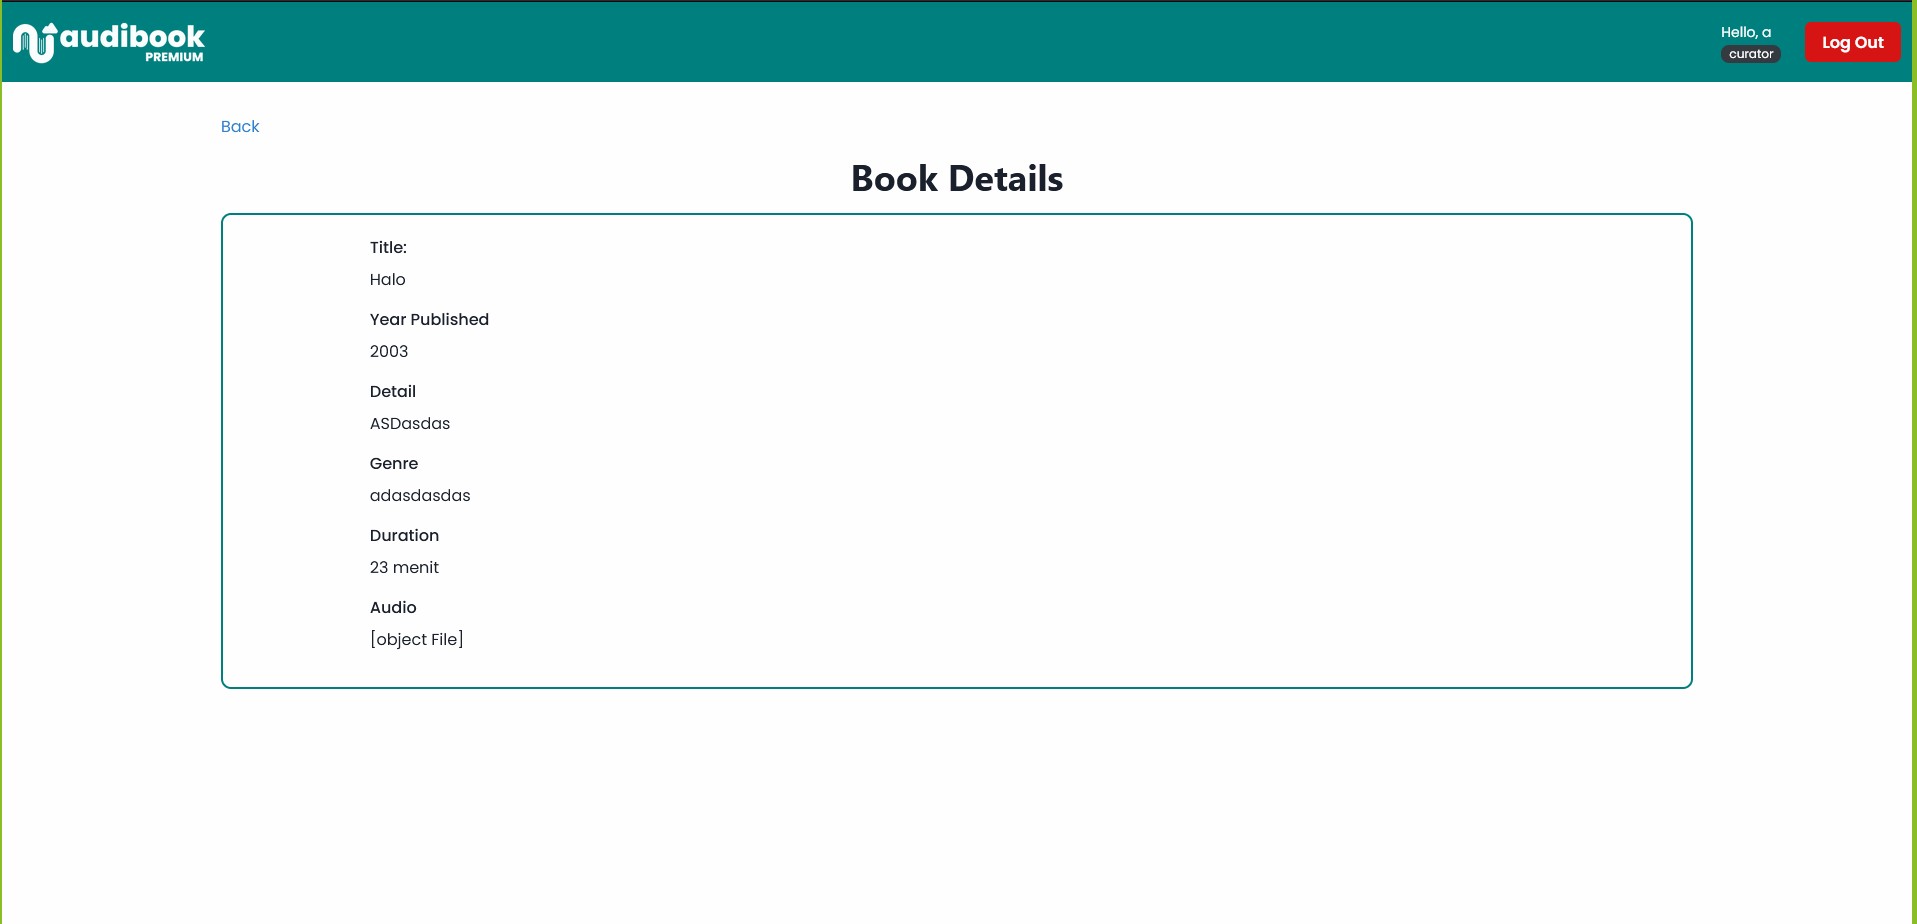 audibook
PREMIUM
Hello, a
curator
Log Out
Back
Book Details
Title:
Halo
Year Published
2003
Detail
ASDasdas
Genre
adasdasdas
Duration
23 menit
Audio
[object File]